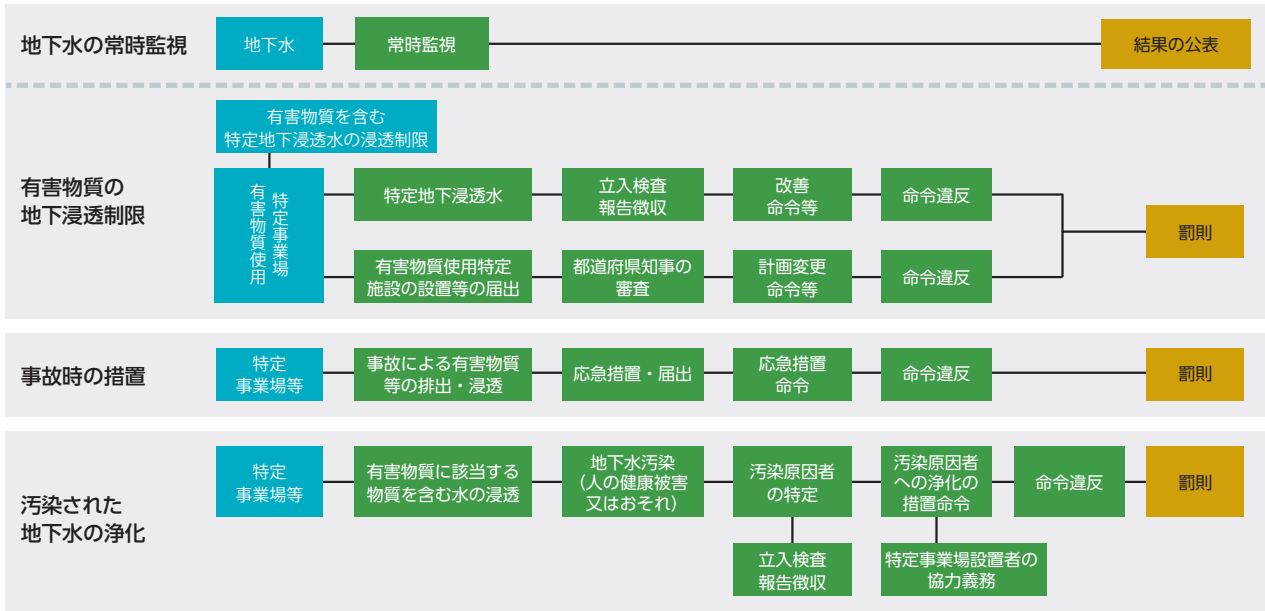 地下水の常時監視
地下水
常時監視
結果の公表
有害物質の
地下浸透制限
有害物質を含む
特定地下浸透水の浸透制限
特定事業場
有害物質使用
特定地下浸透水
立入検査
報告徴収
改善
命令等
命令違反
有害物質使用特定
施設の設置等の届出
都道府県知事の
審査
計画変更
命令等
命令違反
罰則
事故時の措置
特定
事業場等
事故による有害物質
等の排出・浸透
応急措置・届出
応急措置
命令
命令違反
罰則
汚染された
地下水の浄化
特定
事業場等
有害物質に該当する
物質を含む水の浸透
地下水汚染
（人の健康被害
又はおそれ）
汚染原因者
の特定
汚染原因者
への浄化の
措置命令
命令違反
罰則
立入検査
報告徴収
特定事業場設置者の
協力義務